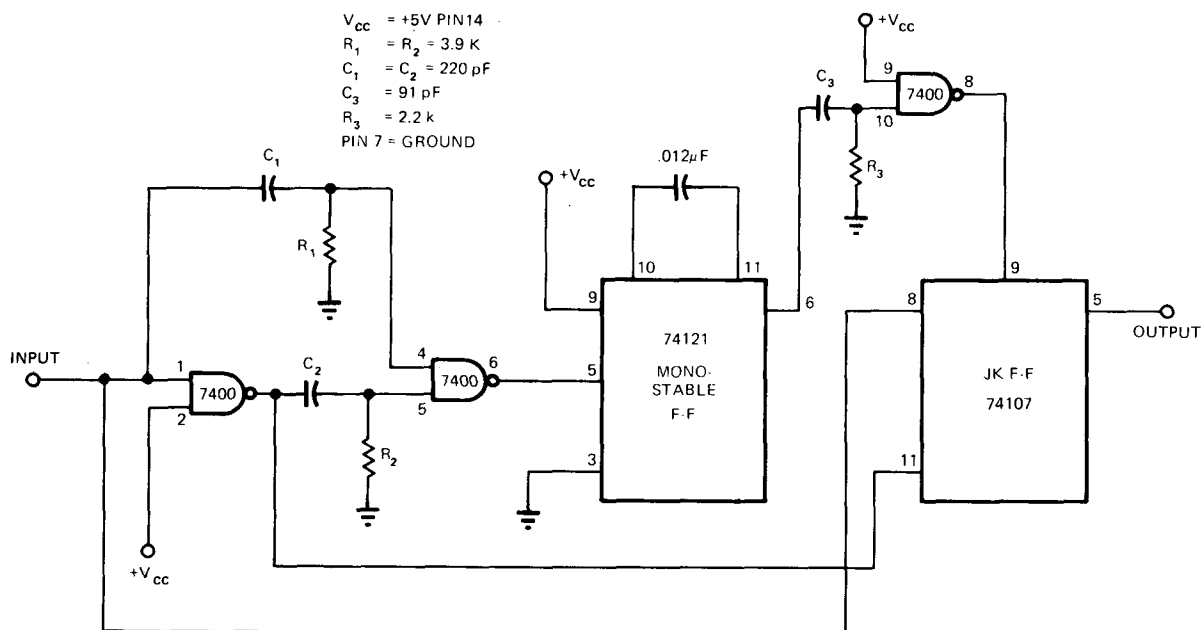 V_CC = +5V PIN14
R_1 = R_2 = 3.9 K
C_1 = C_2 = 220 pF
C_3 = 91 pF
R_3 = 2.2 k
PIN 7 = GROUND
+V_CC
9
7400
8
10
C_3
R_3
.012μF
C_1
R_1
+V_CC
10
11
9
6
74121
MONO-
STABLE
F-F
5
3
9
8
5
OUTPUT
JK F-F
74107
11
INPUT
1
7400
2
C_2
4
7400
6
5
R_2
+V_CC